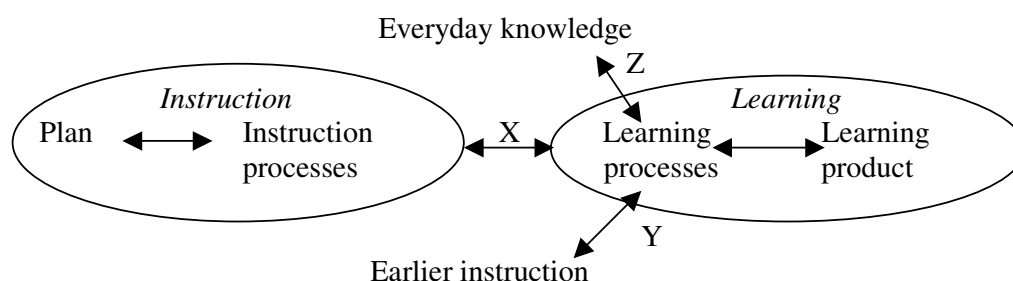 Everyday knowledge
Z
Instruction
Learning
Plan
Instruction
processes
X
Learning
processes
Learning
product
Y
Earlier instruction